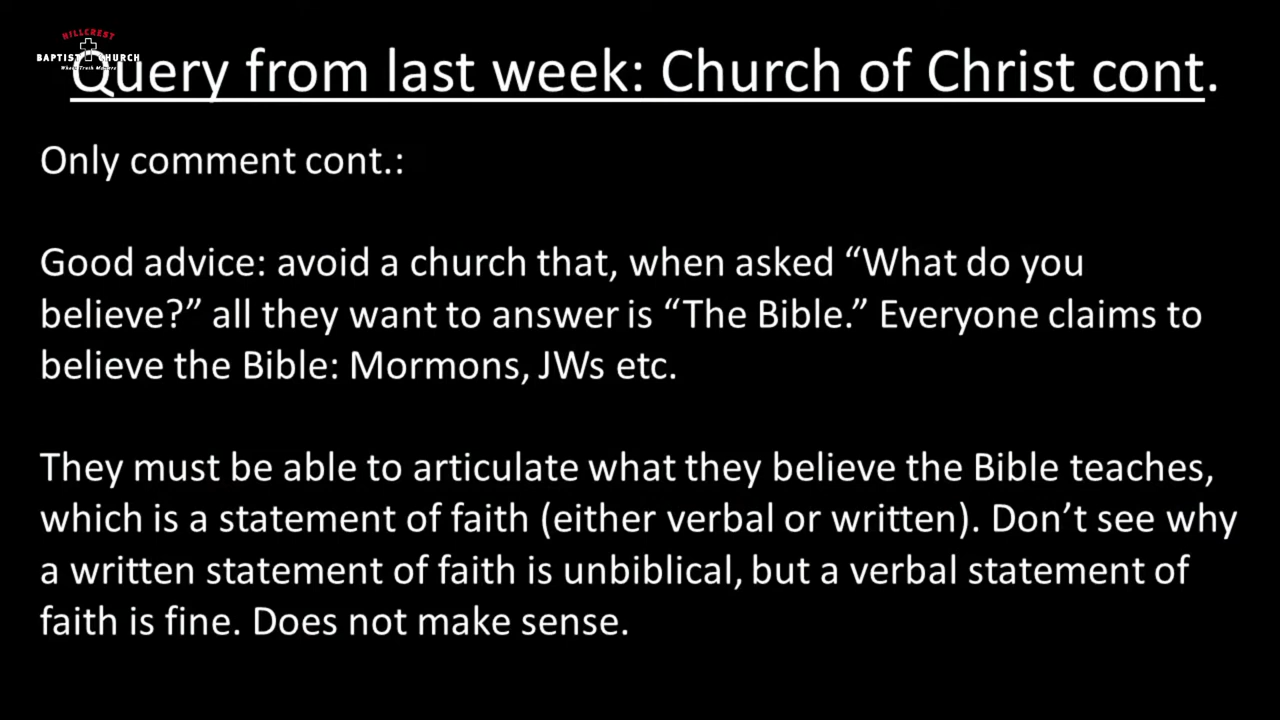 HILLCREST
BAPTIST CHURCH
Where Truth Matters
Query from last week: Church of Christ cont.
Only comment cont.:
Good advice: avoid a church that, when asked “What do you
believe?” all they want to answer is “The Bible.” Everyone claims to
believe the Bible: Mormons, JWs etc.
They must be able to articulate what they believe the Bible teaches,
which is a statement of faith (either verbal or written). Don’t see why
a written statement of faith is unbiblical, but a verbal statement of
faith is fine. Does not make sense.